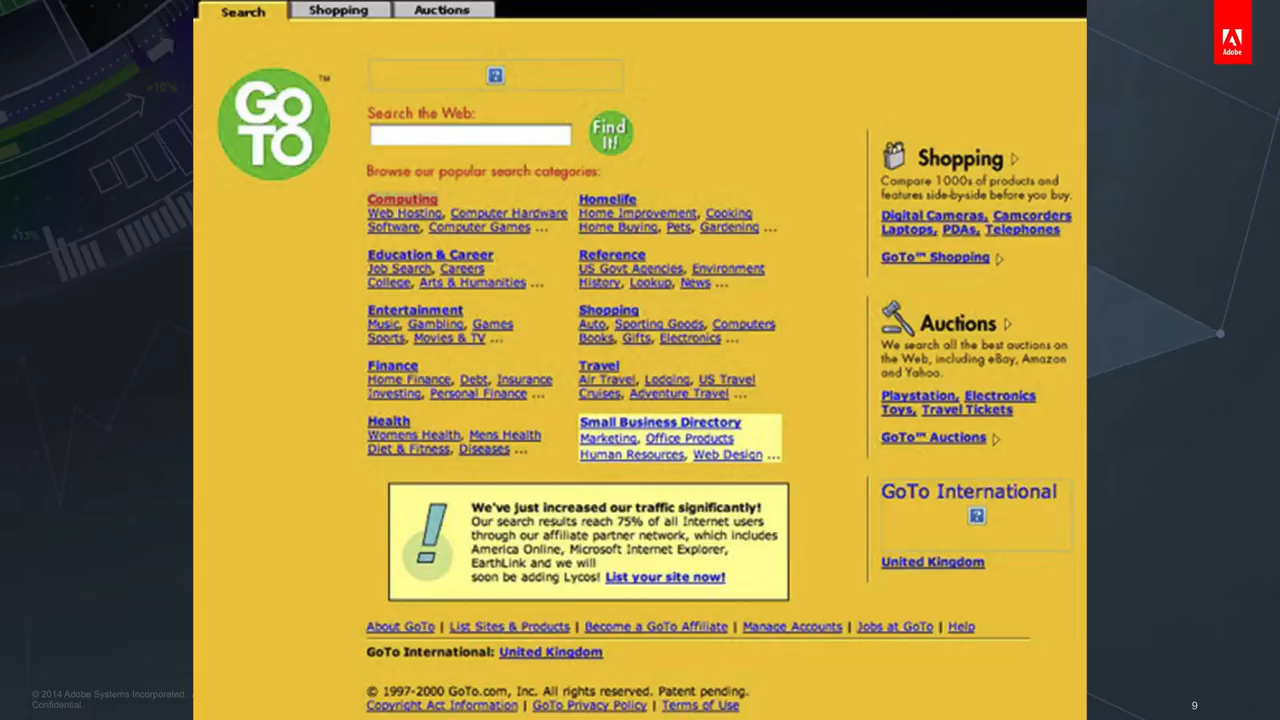 Search
Shopping
Auctions
Adobe
GO
TO
TM
+10%
Search the Web:
Find
It!
Browse our popular search categories:
Computing
Web Hosting, Computer Hardware
Software, Computer Games ...
Homelife
Home Improvement, Cooking
Home Buying, Pets, Gardening ...
Education & Career
Job Search, Careers
College, Arts & Humanities ...
Reference
US Govt Agencies, Environment
History, Lookup, News ...
Entertainment
Music, Gambling, Games
Sports, Movies & TV ...
Shopping
Auto, Sporting Goods, Computers
Books, Gifts, Electronics ...
Finance
Home Finance, Debt, Insurance
Investing, Personal Finance ...
Travel
Air Travel, Lodging, US Travel
Cruises, Adventure Travel ...
Health
Womens Health, Mens Health
Diet & Fitness, Diseases ...
Small Business Directory
Marketing, Office Products
Human Resources, Web Design ...
Shopping
Compare 1000s of products and
features side-by-side before you buy.
Digital Cameras, Camcorders
Laptops, PDAs, Telephones
GoTo™ Shopping
Auctions
We search all the best auctions on
the Web, including eBay, Amazon
and Yahoo.
Playstation, Electronics
Toys, Travel Tickets
GoTo™ Auctions
GoTo International
United Kingdom
!
We've just increased our traffic significantly!
Our search results reach 75% of all Internet users
through our affiliate partner network, which includes
America Online, Microsoft Internet Explorer,
EarthLink and we will
soon be adding Lycos! List your site now!
About GoTo | List Sites & Products | Become a GoTo Affiliate | Manage Accounts | Jobs at GoTo | Help
GoTo International: United Kingdom
© 1997-2000 GoTo.com, Inc. All rights reserved. Patent pending.
Copyright Act Information | GoTo Privacy Policy | Terms of Use
© 2014 Adobe Systems Incorporated.
Confidential.
9